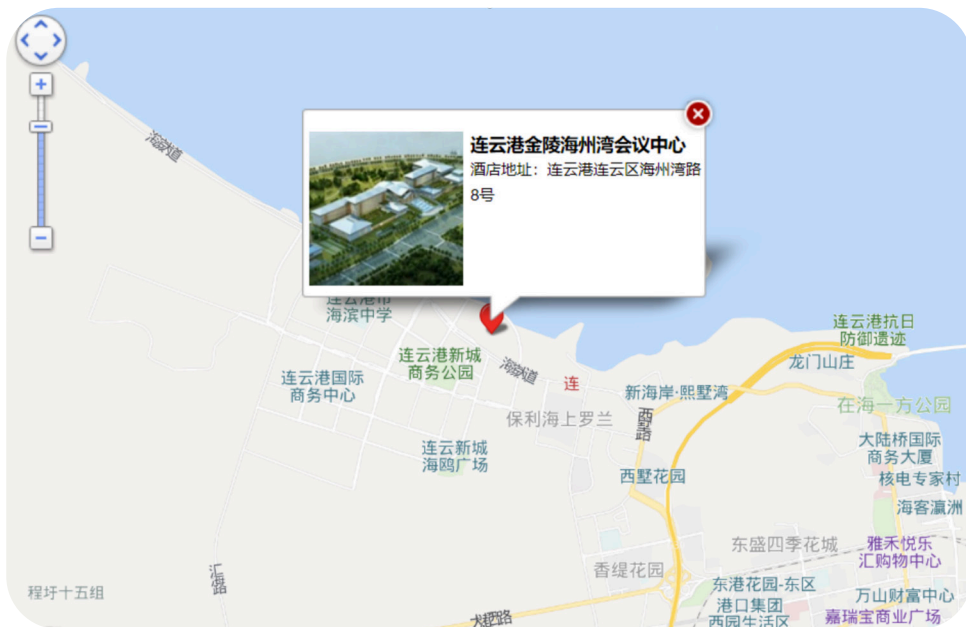 连云港金陵海州湾会议中心
酒店地址：连云港连云区海州湾路
8号
连云港市
海滨中学
连云港新城
商务公园
连云港国际
商务中心
连
保利海上罗兰
连云新城
海鸥广场
新海岸·熙墅湾
西墅路
西墅花园
连云港抗日
防御遗迹
龙门山庄
在海一方公园
大陆桥国际
商务大厦
核电专家村
海客瀛洲
东盛四季花城
雅禾悦乐
汇购物中心
香缇花园
东港花园-东区
港口集团
西园生活区
万山财富中心
嘉瑞宝商业广场
程圩十五组